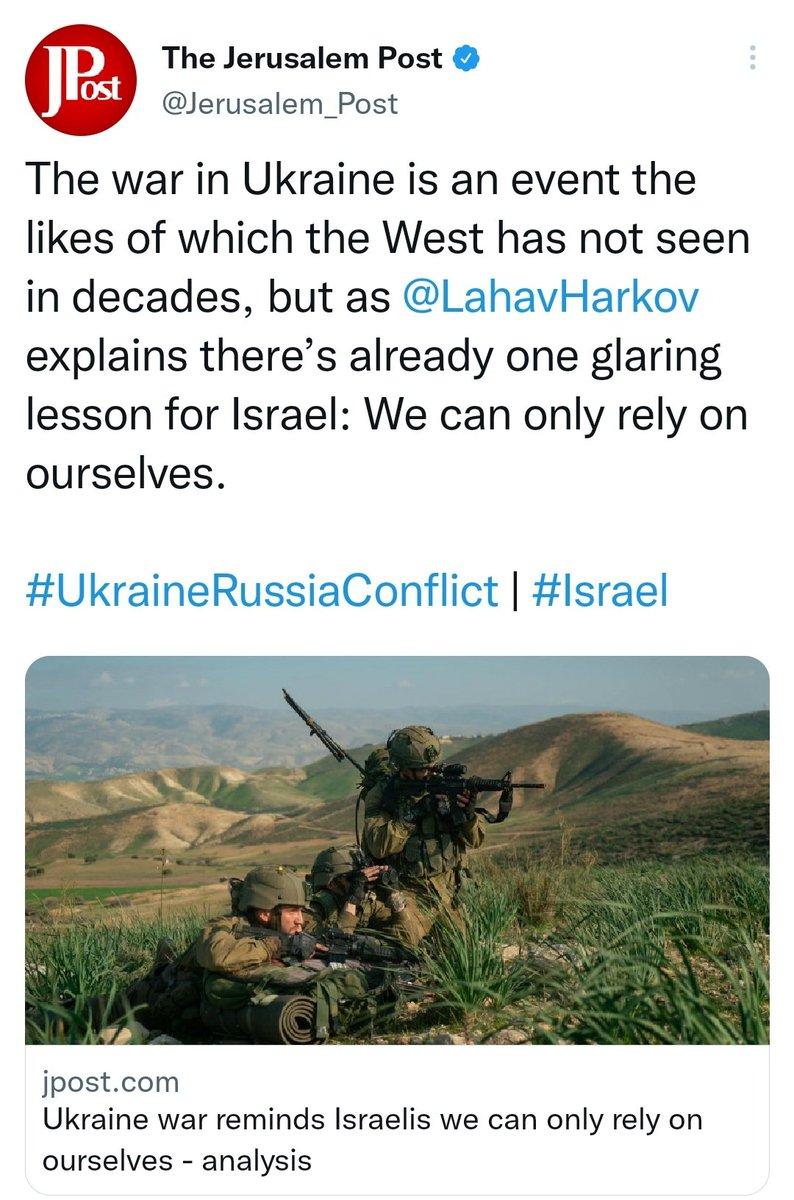 JPost
The Jerusalem Post
@Jerusalem_Post
The war in Ukraine is an event the
likes of which the West has not seen
in decades, but as @LahavHarkov
explains there’s already one glaring
lesson for Israel: We can only rely on
ourselves.
#UkraineRussiaConflict | #Israel
jpost.com
Ukraine war reminds Israelis we can only rely on
ourselves - analysis